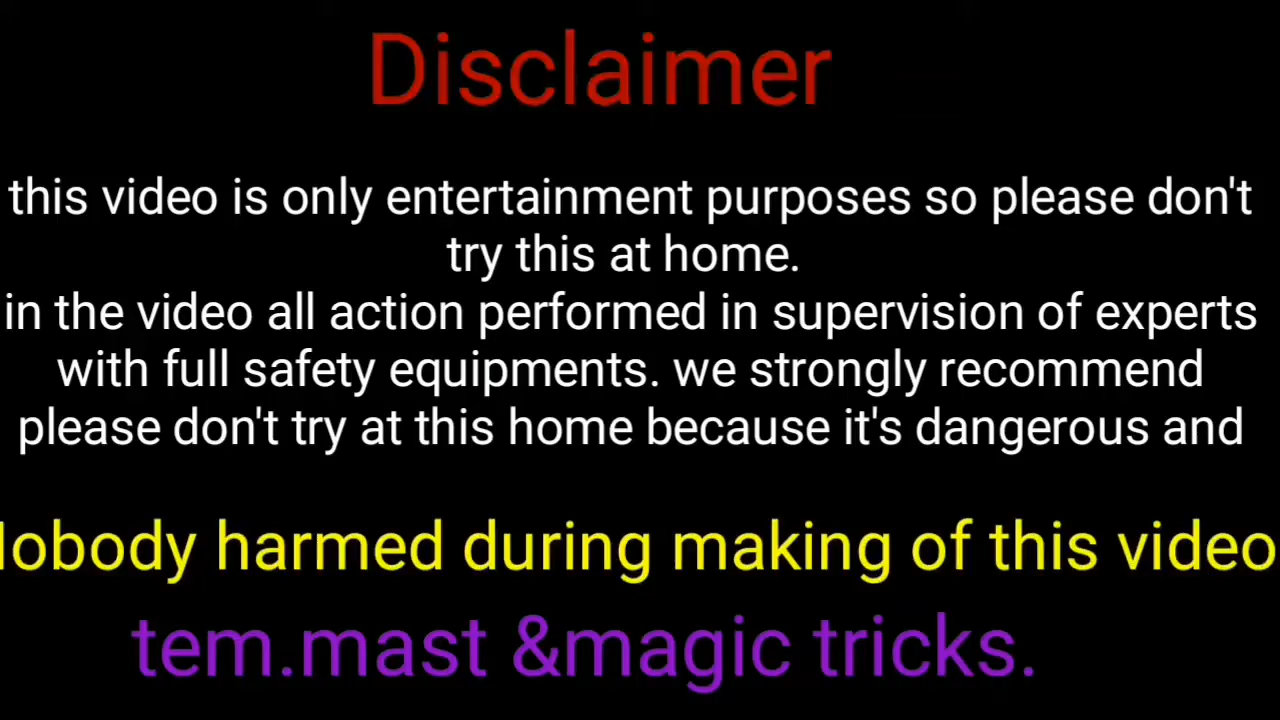 Disclaimer
this video is only entertainment purposes so please don't
try this at home.
in the video all action performed in supervision of experts
with full safety equipments. we strongly recommend
please don't try at this home because it's dangerous and
harmed during making of this video
tem.mast &magic tricks.